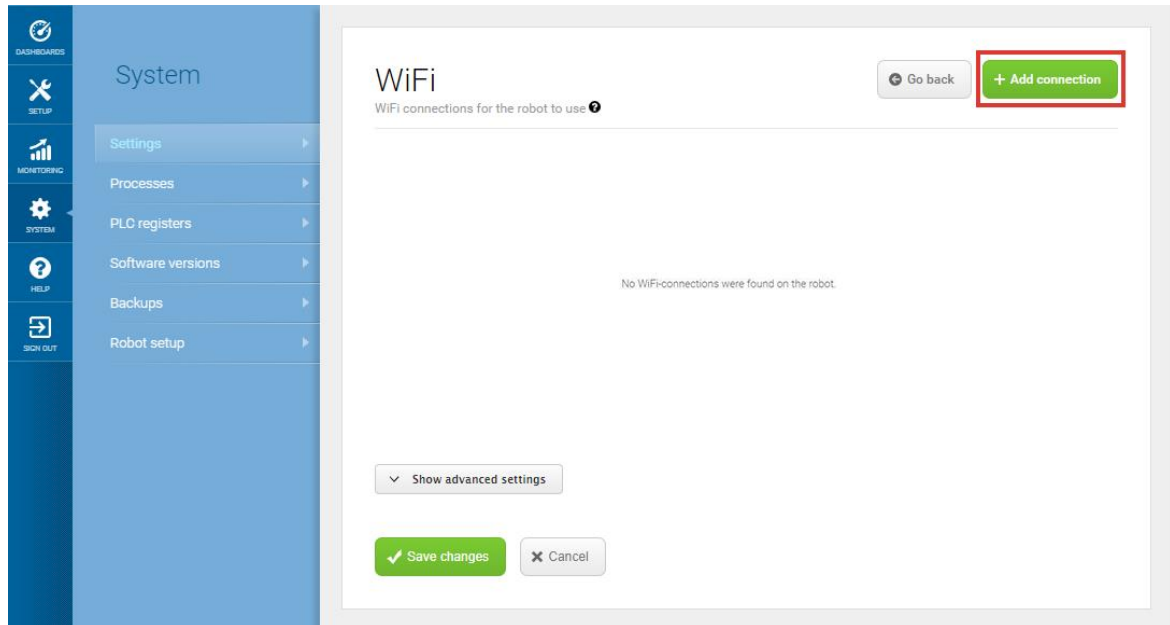 DASHBOARDS
SETUP
MONITORING
SYSTEM
HELP
SIGN OUT
System
Settings
Processes
PLC registers
Software versions
Backups
Robot setup
WiFi
WiFi connections for the robot to use ?
Go back
+ Add connection
No WiFi-connections were found on the robot.
Show advanced settings
Save changes
Cancel